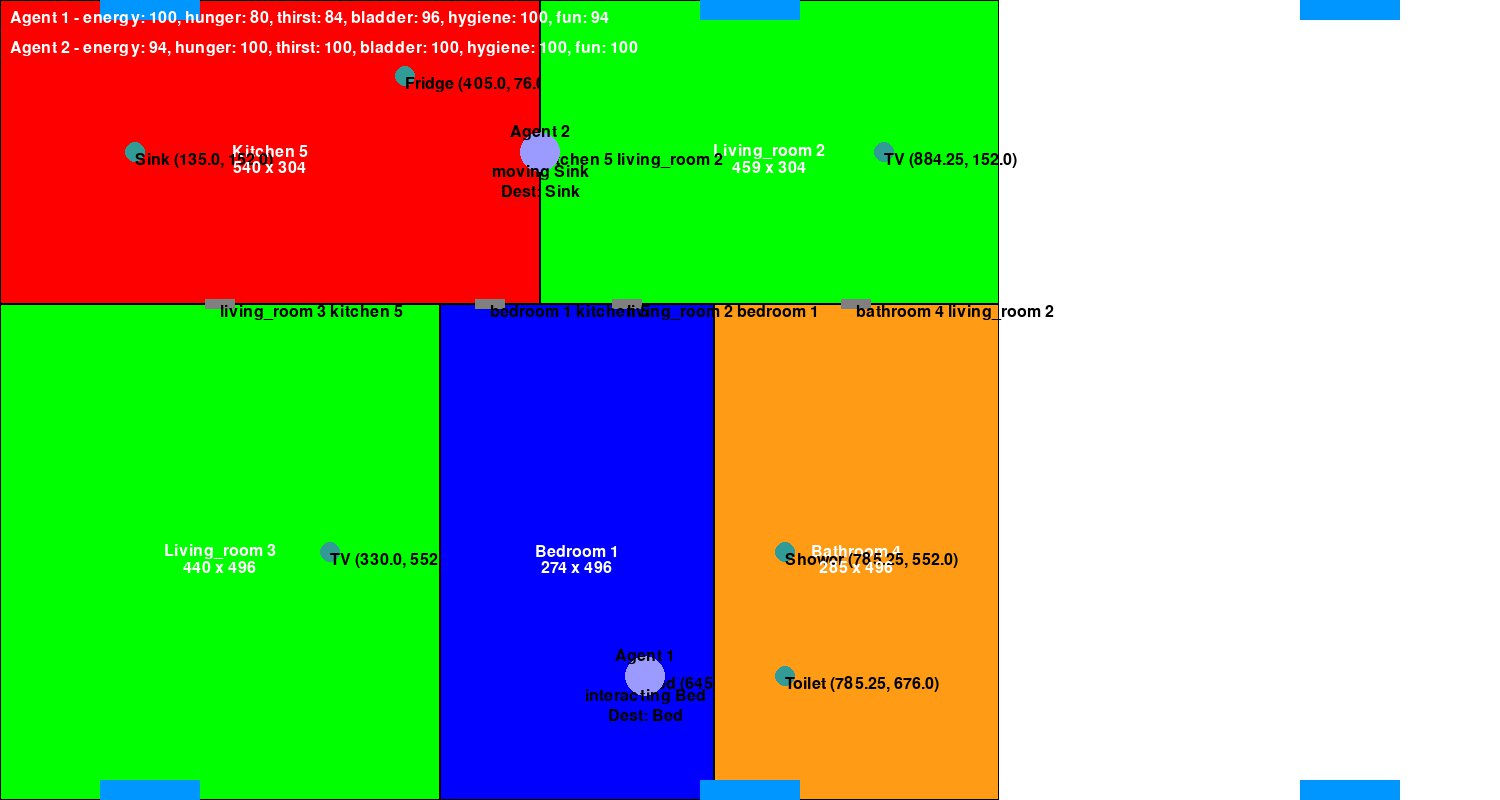 Agent 1 - energy: 100, hunger: 80, thirst: 84, bladder: 96, hygiene: 100, fun: 94
Agent 2 - energy: 94, hunger: 100, thirst: 100, bladder: 100, hygiene: 100, fun: 100
Fridge (405.0, 76.
Agent 2
Sink (135.0, 152.0)
Kitchen 5
540 x 304
chen 5 living_room 2
Living_room 2
459 x 304
TV (884.25, 152.0)
moving Sink
Dest: Sink
living_room 3 kitchen 5
bedroom 1 kitchen 5
living_room 2 bedroom 1
bathroom 4 living_room 2
Living_room 3
440 x 496
TV (330.0, 552
Bedroom 1
274 x 496
Bathroom 4
285 x 496
Shower (785.25, 552.0)
Agent 1
d (645
interacting Bed
Dest: Bed
Toilet (785.25, 676.0)